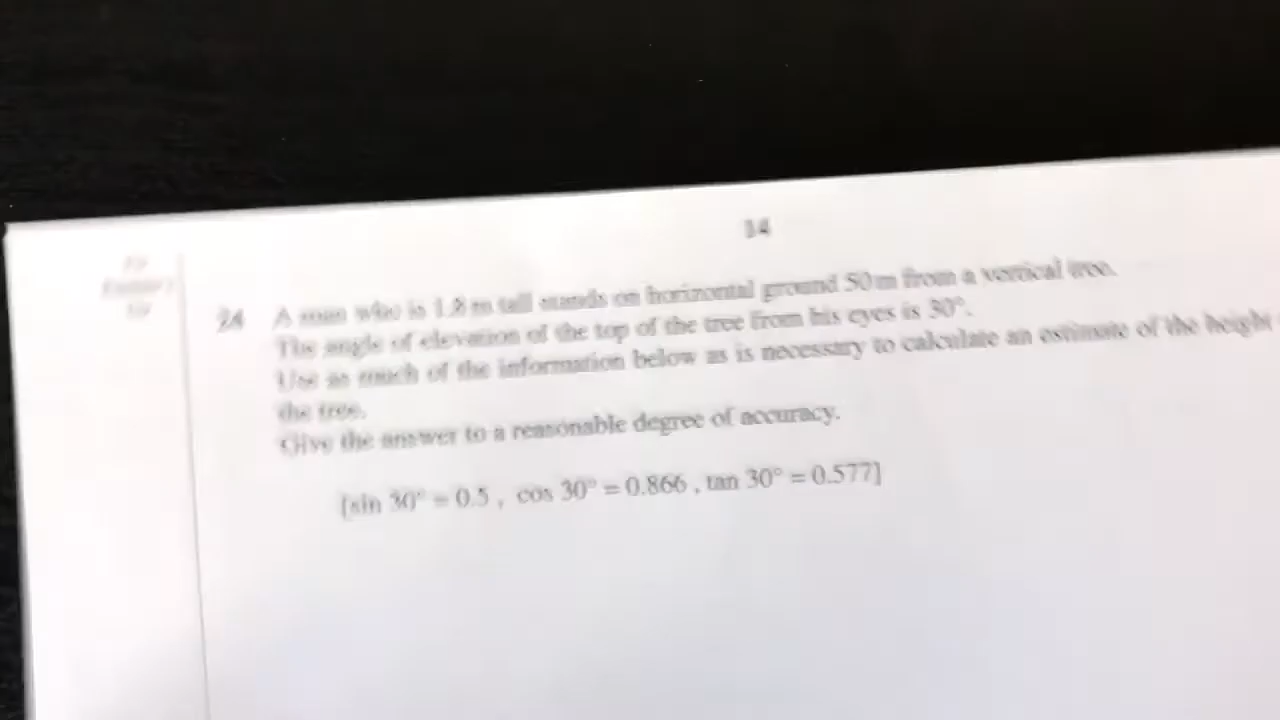 14
For
Examiner's
Use
24 A man who is 1.8 m tall stands on horizontal ground 50 m from a vertical tree.
The angle of elevation of the top of the tree from his eyes is 30°.
Use as much of the information below as is necessary to calculate an estimate of the height
the tree.
Give the answer to a reasonable degree of accuracy.
[sin 30° = 0.5 , cos 30° = 0.866 , tan 30° = 0.577]